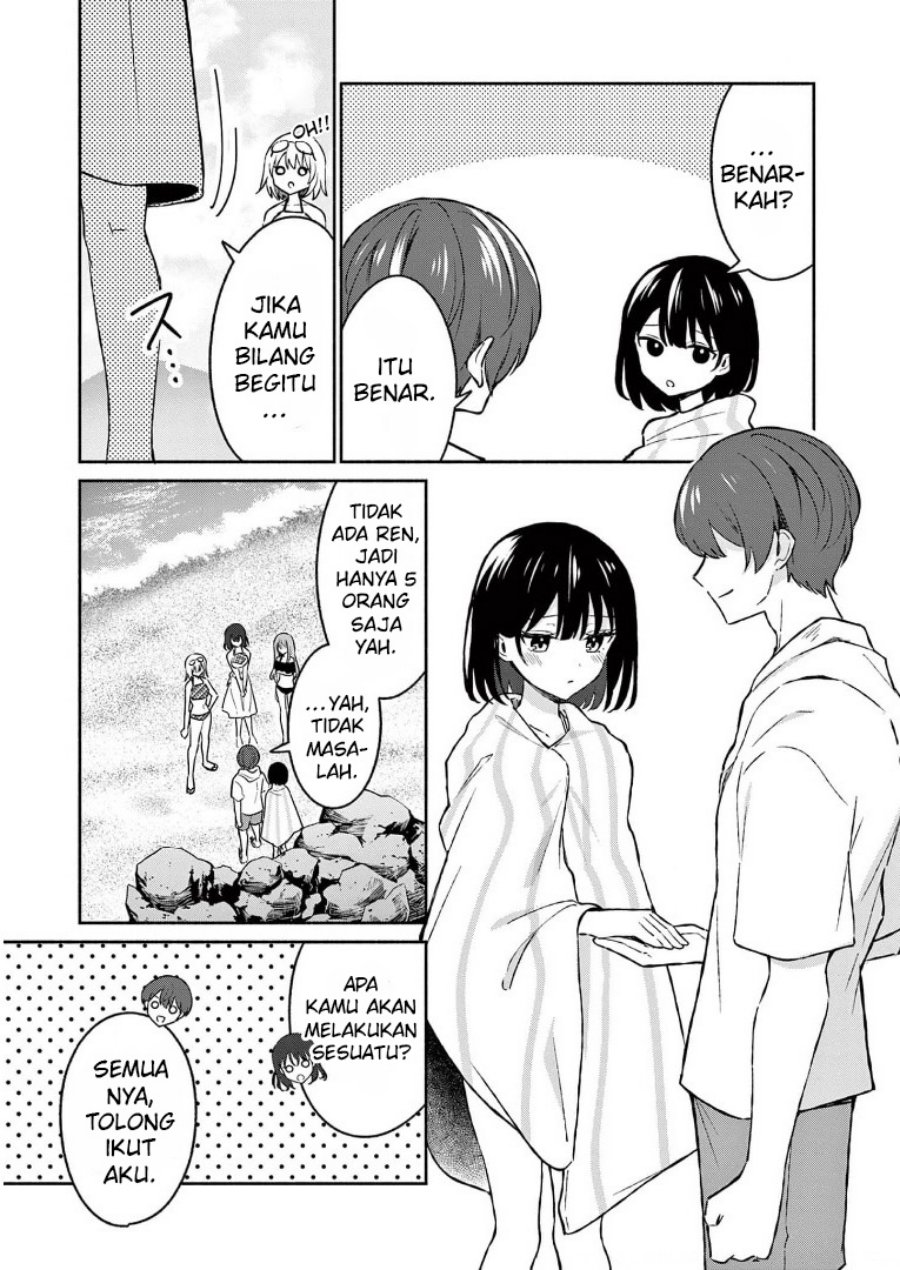 ...
BENAR-
KAH?
ITU
BENAR.
OH!!
JIKA
KAMU
BILANG
BEGITU
...
ス...
TIDAK
ADA REN,
JADI
HANYA 5
ORANG
SAJA
YAH.
...YAH,
TIDAK
MASA-
LAH.
APA
KAMU AKAN
MELAKUKAN
SESUATU?
SEMUA
NYA,
TOLONG
IKUT
AKU.